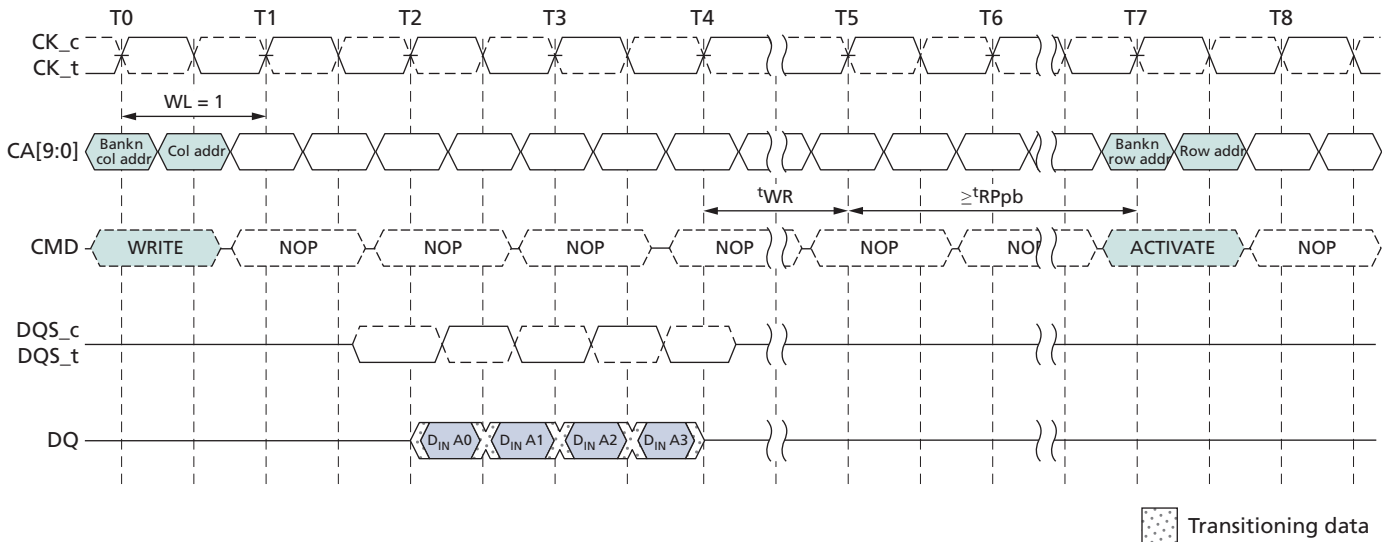 T0 T1 T2 T3 T4 T5 T6 T7 T8
CK_c
CK_t
WL = 1
CA[9:0]
Bankn
col addr
Col addr
Bankn
row addr
Row addr
tWR
≥tRPpb
CMD
WRITE NOP NOP NOP NOP NOP NOP ACTIVATE NOP
DQS_c
DQS_t
DQ
DIN A0 DIN A1 DIN A2 DIN A3
Transitioning data